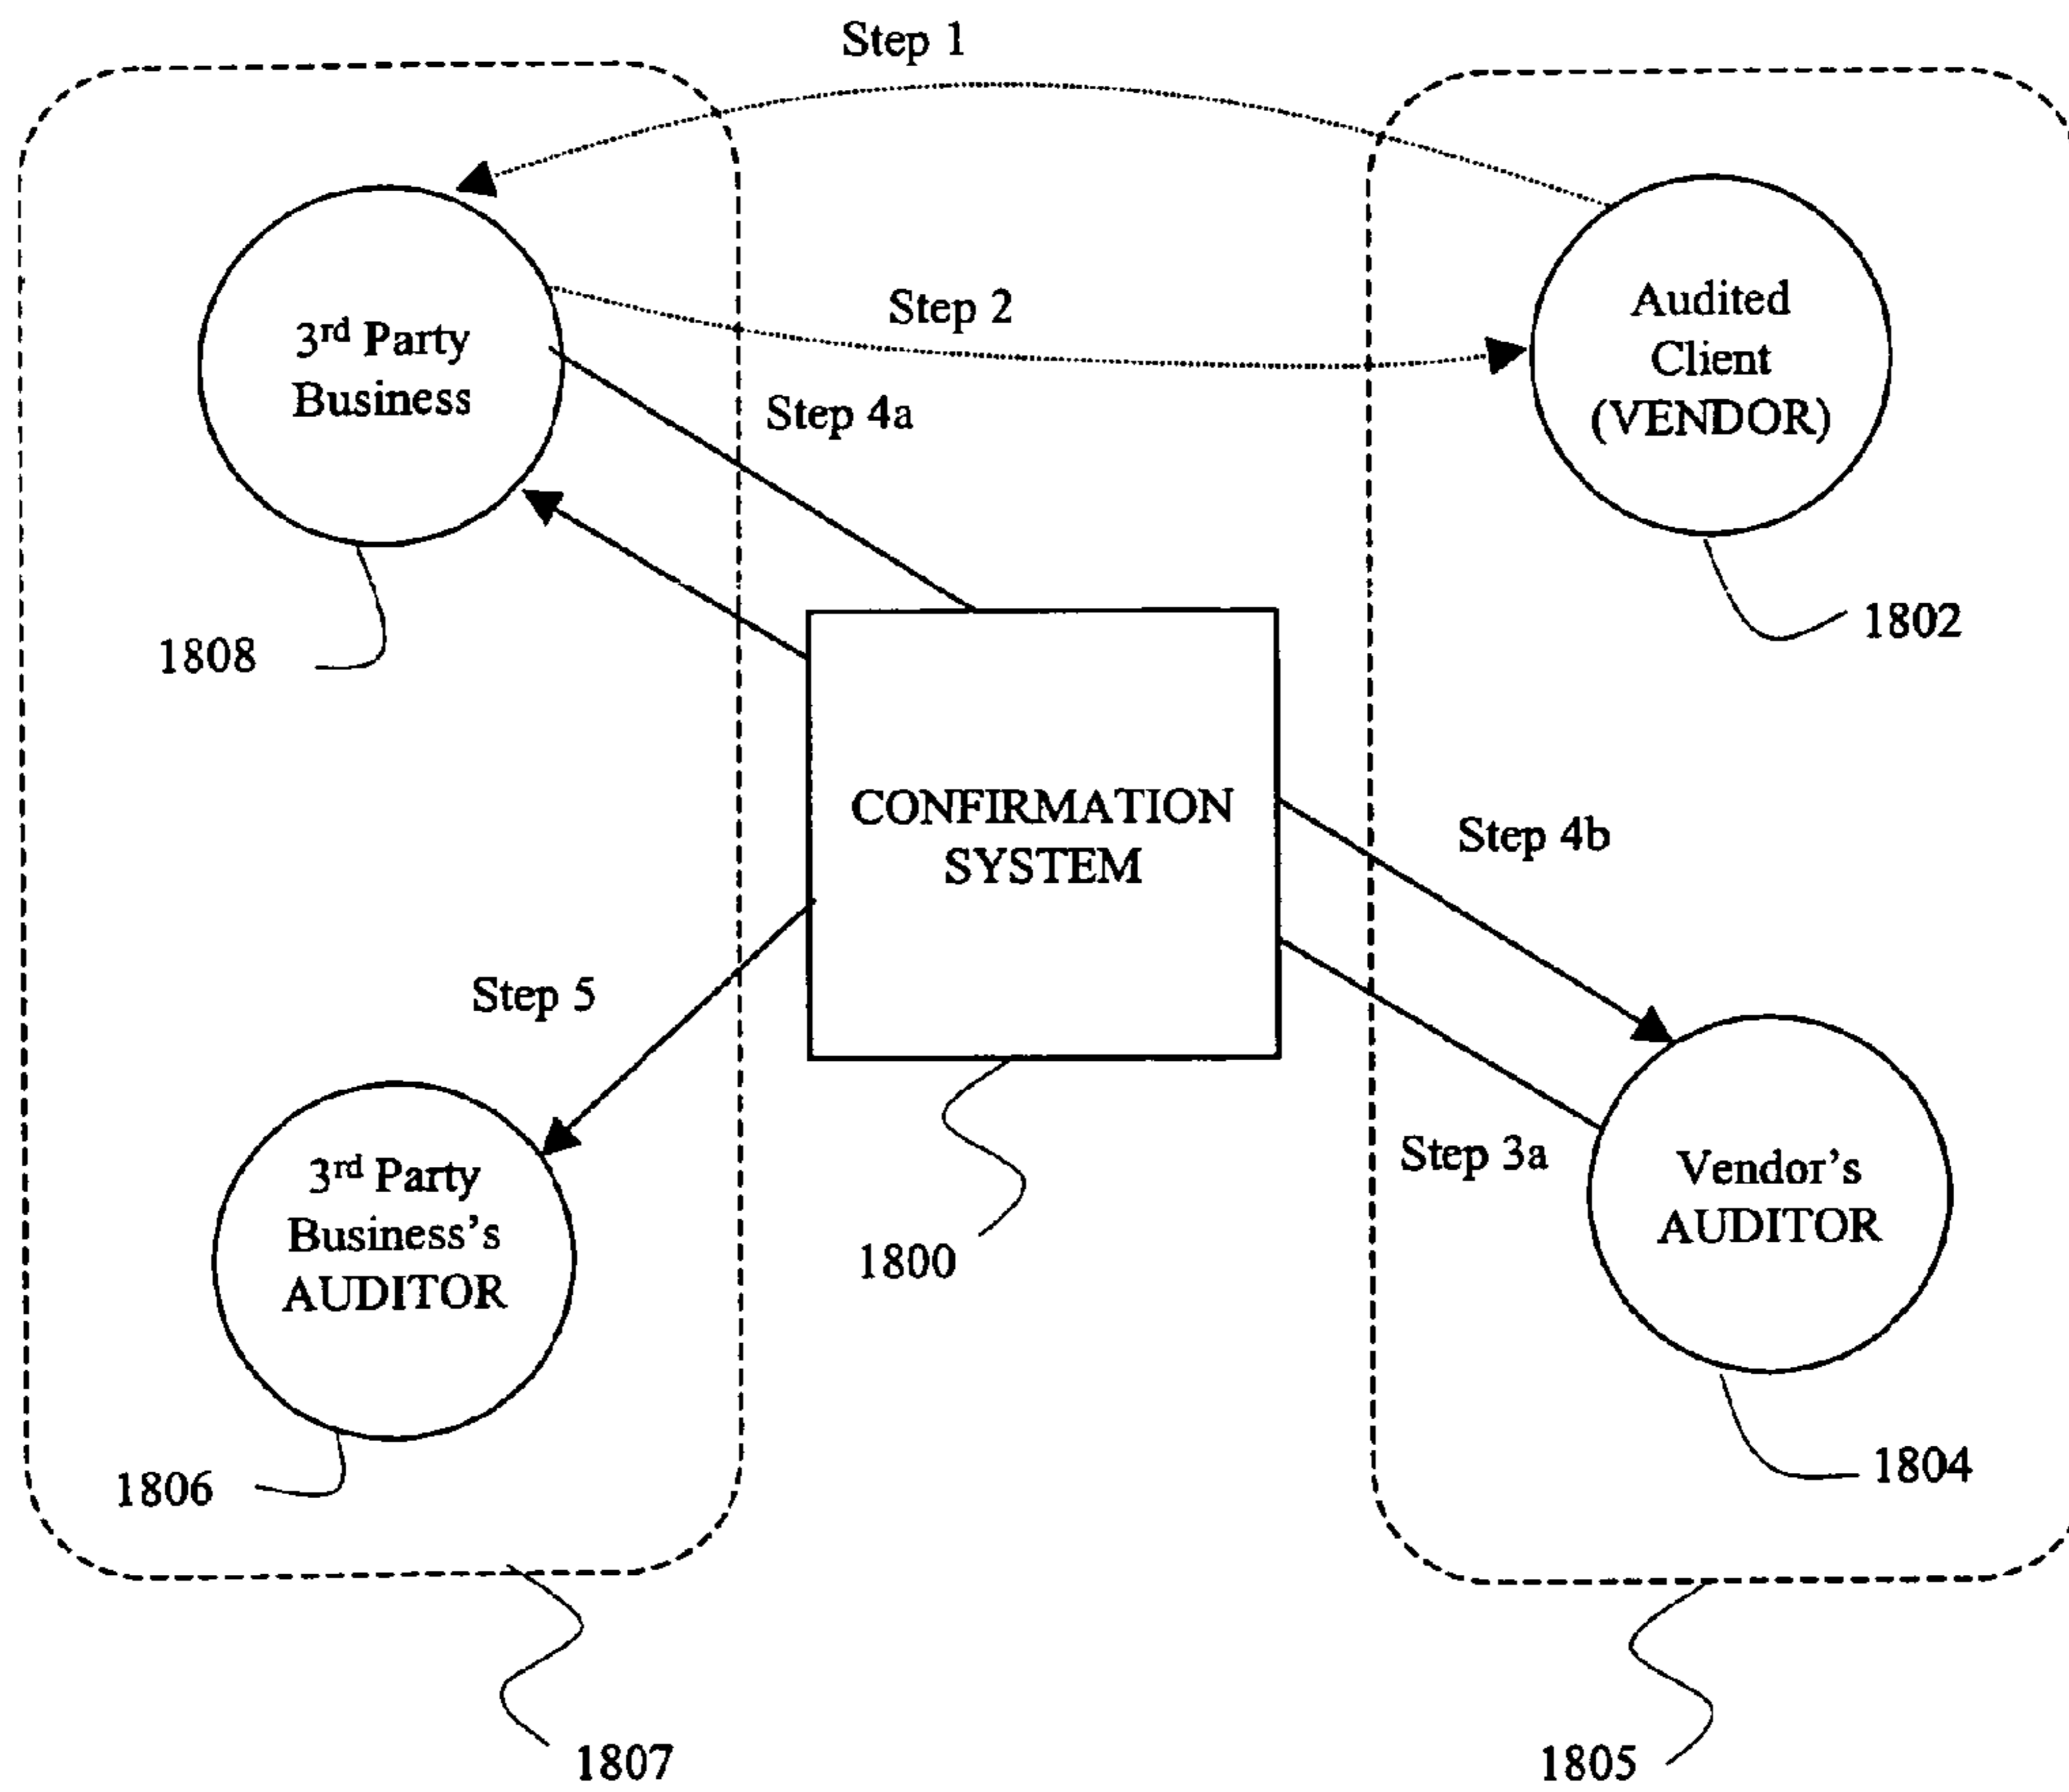 Step 1
Step 2
3rd Party
Business
Audited
Client
(VENDOR)
Step 4a
1808
1802
CONFIRMATION
SYSTEM
Step 4b
Step 5
Step 3a
3rd Party
Business's
AUDITOR
Vendor's
AUDITOR
1800
1806
1804
1807
1805